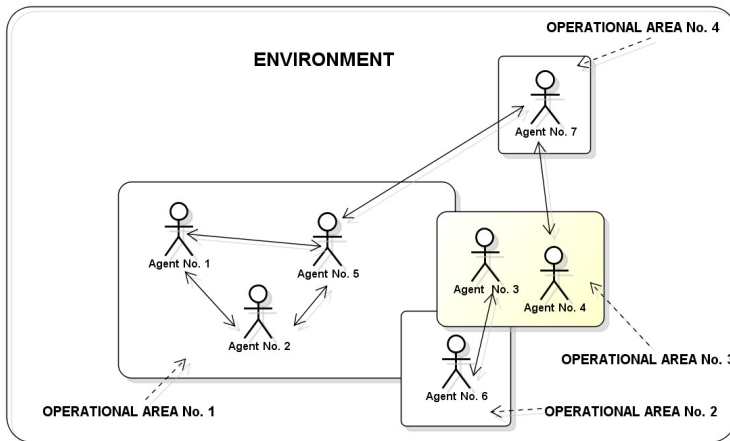 OPERATIONAL AREA No. 4
ENVIRONMENT
Agent No. 7
Agent No. 1
Agent No. 5
Agent No. 3
Agent No. 4
Agent No. 2
OPERATIONAL AREA No. 3
Agent No. 6
OPERATIONAL AREA No. 1
OPERATIONAL AREA No. 2